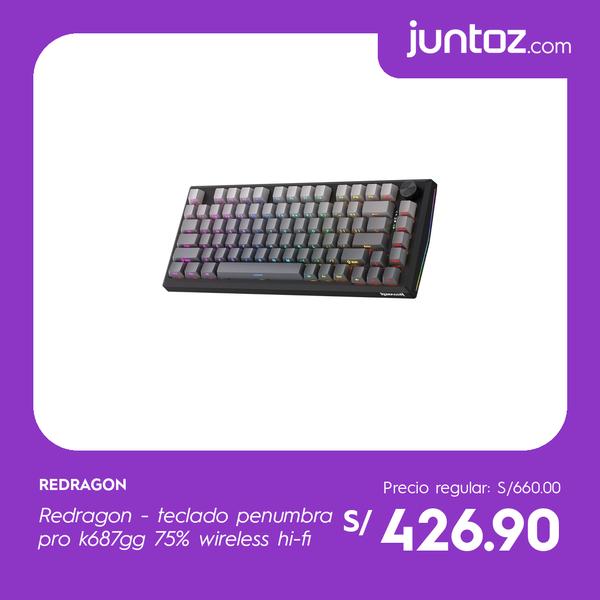 juntoz.com
REDRAGON
Precio regular: S/660.00
Redragon - teclado penumbra
pro k687gg 75% wireless hi-fi
S/ 426.90